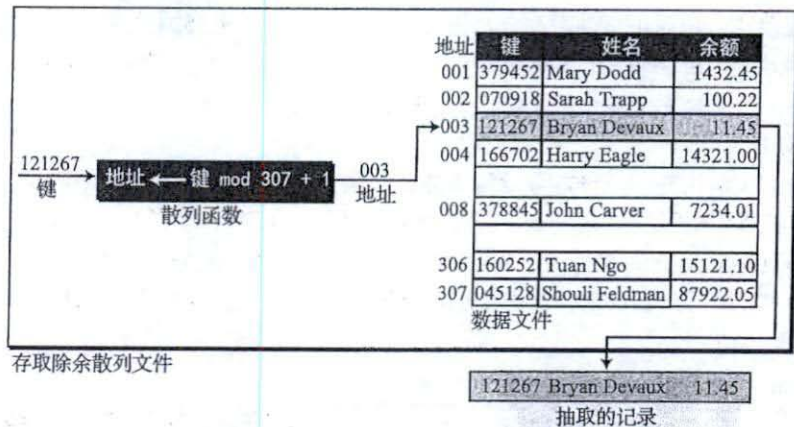 地址 键 姓名 余额
001 379452 Mary Dodd 1432.45
002 070918 Sarah Trapp 100.22
003 121267 Bryan Devaux 11.45
004 166702 Harry Eagle 14321.00
008 378845 John Carver 7234.01
306 160252 Tuan Ngo 15121.10
307 045128 Shouli Feldman 87922.05
数据文件
121267
键
地址 ← 键 mod 307 + 1
散列函数
003
地址
存取除余散列文件
121267 Bryan Devaux 11.45
抽取的记录